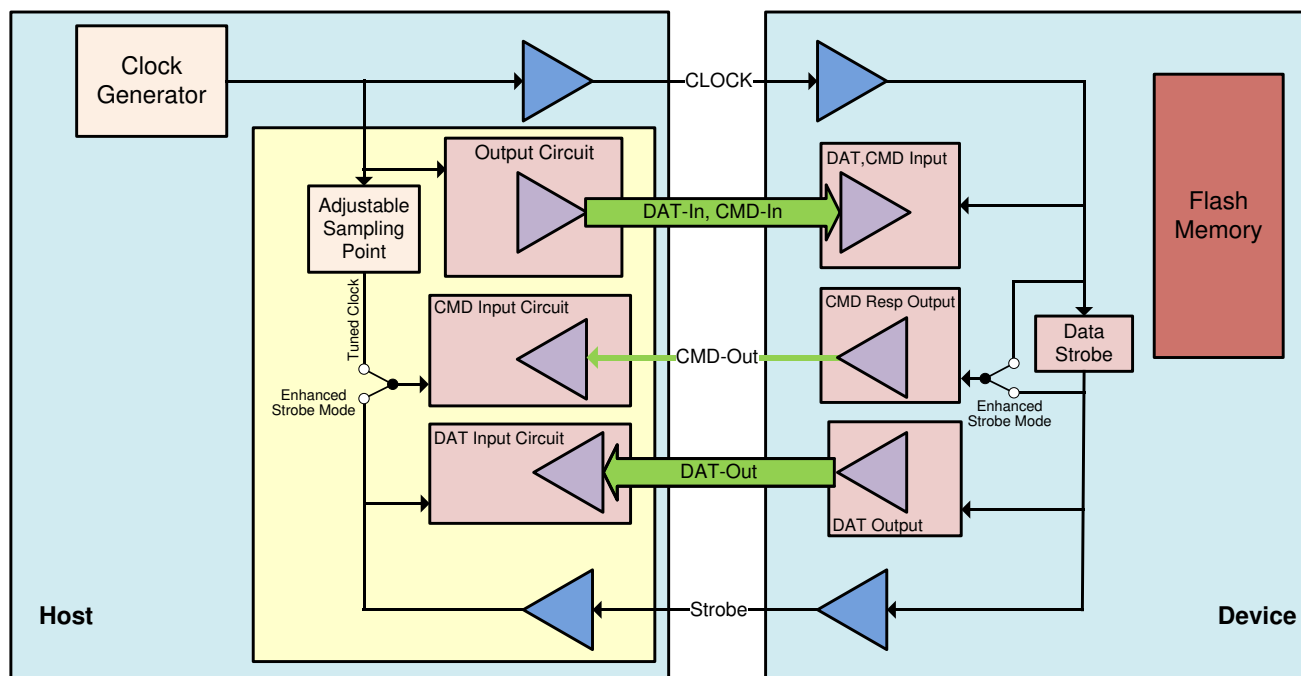 Clock
Generator
CLOCK
Output Circuit
DAT,CMD Input
Adjustable
Sampling
Point
DAT-In, CMD-In
Flash
Memory
Tuned Clock
CMD Input Circuit
CMD Resp Output
Data
Strobe
CMD-Out
Enhanced
Strobe Mode
Enhanced
Strobe Mode
DAT Input Circuit
DAT-Out
DAT Output
Host
Strobe
Device